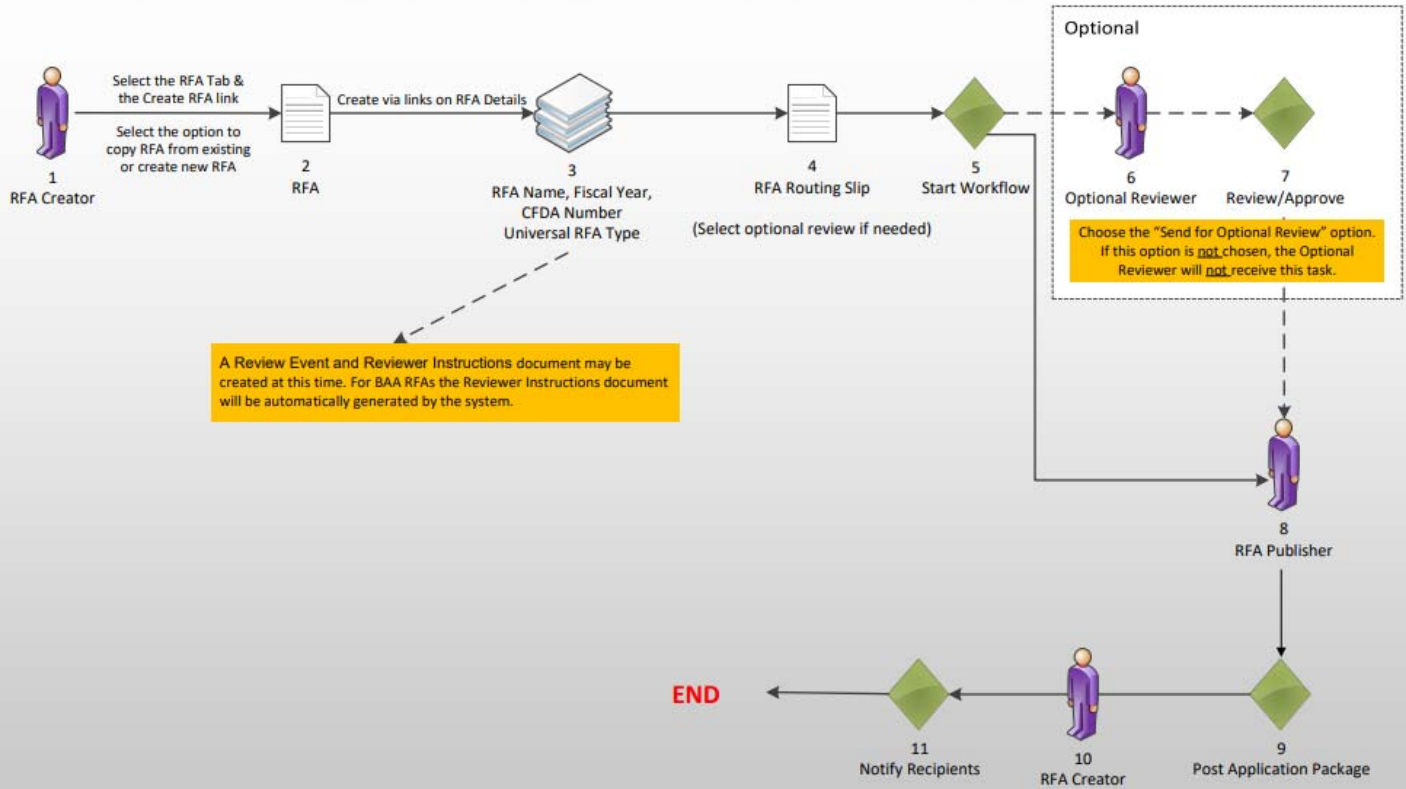 Optional
Select the RFA Tab &
the Create RFA link
Select the option to
copy RFA from existing
or create new RFA
Create via links on RFA Details
1
RFA Creator
2
RFA
3
RFA Name, Fiscal Year,
CFDA Number
Universal RFA Type
4
RFA Routing Slip
(Select optional review if needed)
5
Start Workflow
6
Optional Reviewer
7
Review/Approve
Choose the "Send for Optional Review" option.
If this option is not chosen, the Optional
Reviewer will not receive this task.
A Review Event and Reviewer Instructions document may be
created at this time. For BAA RFAs the Reviewer Instructions document
will be automatically generated by the system.
8
RFA Publisher
9
Post Application Package
10
RFA Creator
11
Notify Recipients
END